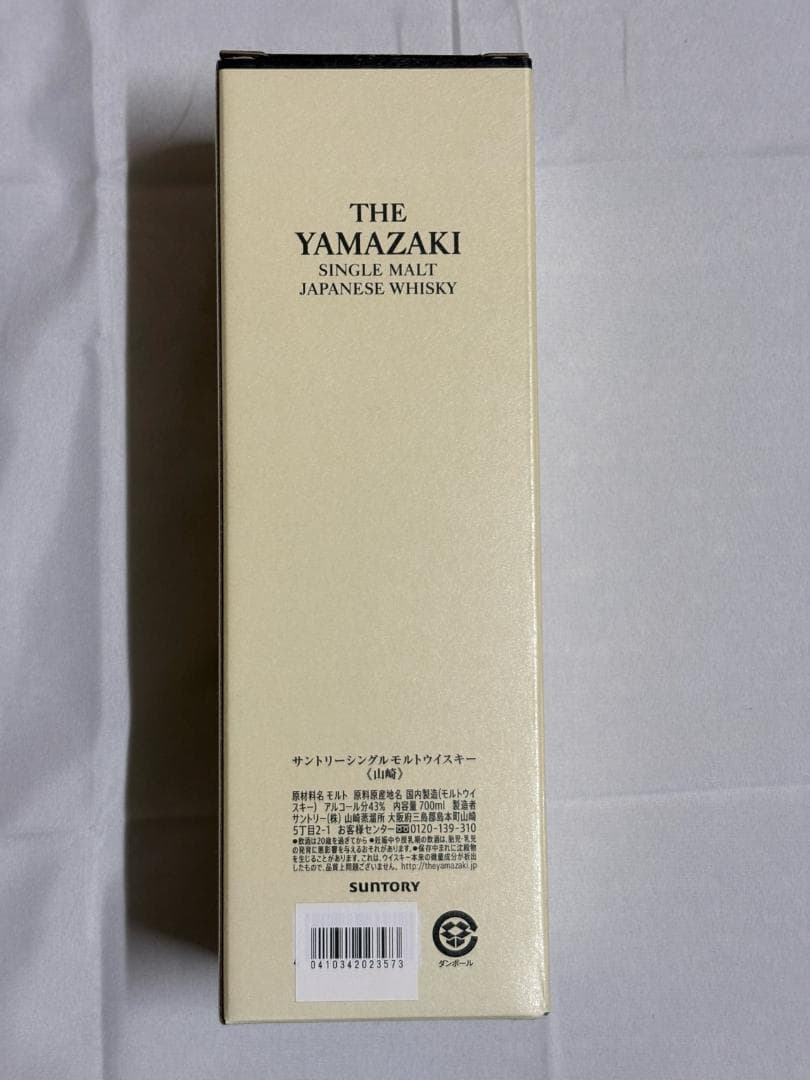 THE
YAMAZAKI
SINGLE MALT
JAPANESE WHISKY
サントリーシングルモルトウイスキー
《山崎》
原材料名 モルト 原料原産地名 国内製造(モルトウイ
スキー) アルコール分43% 内容量700ml 製造者
サントリー(株) 山崎蒸溜所 大阪府三島郡島本町山崎
5丁目2-1 お客様センター 0120-139-310
●飲酒は20歳を過ぎてから ●妊娠中や授乳期の飲酒は、胎児・乳児
の発育に悪影響を与えるおそれがあります。●保存中まれに沈殿物
を生じることがあります。これは、ウイスキー本来の微量成分が析出
したもので、品質上問題ございません。http://theyamazaki.jp
SUNTORY
0410342023573
ダンボール